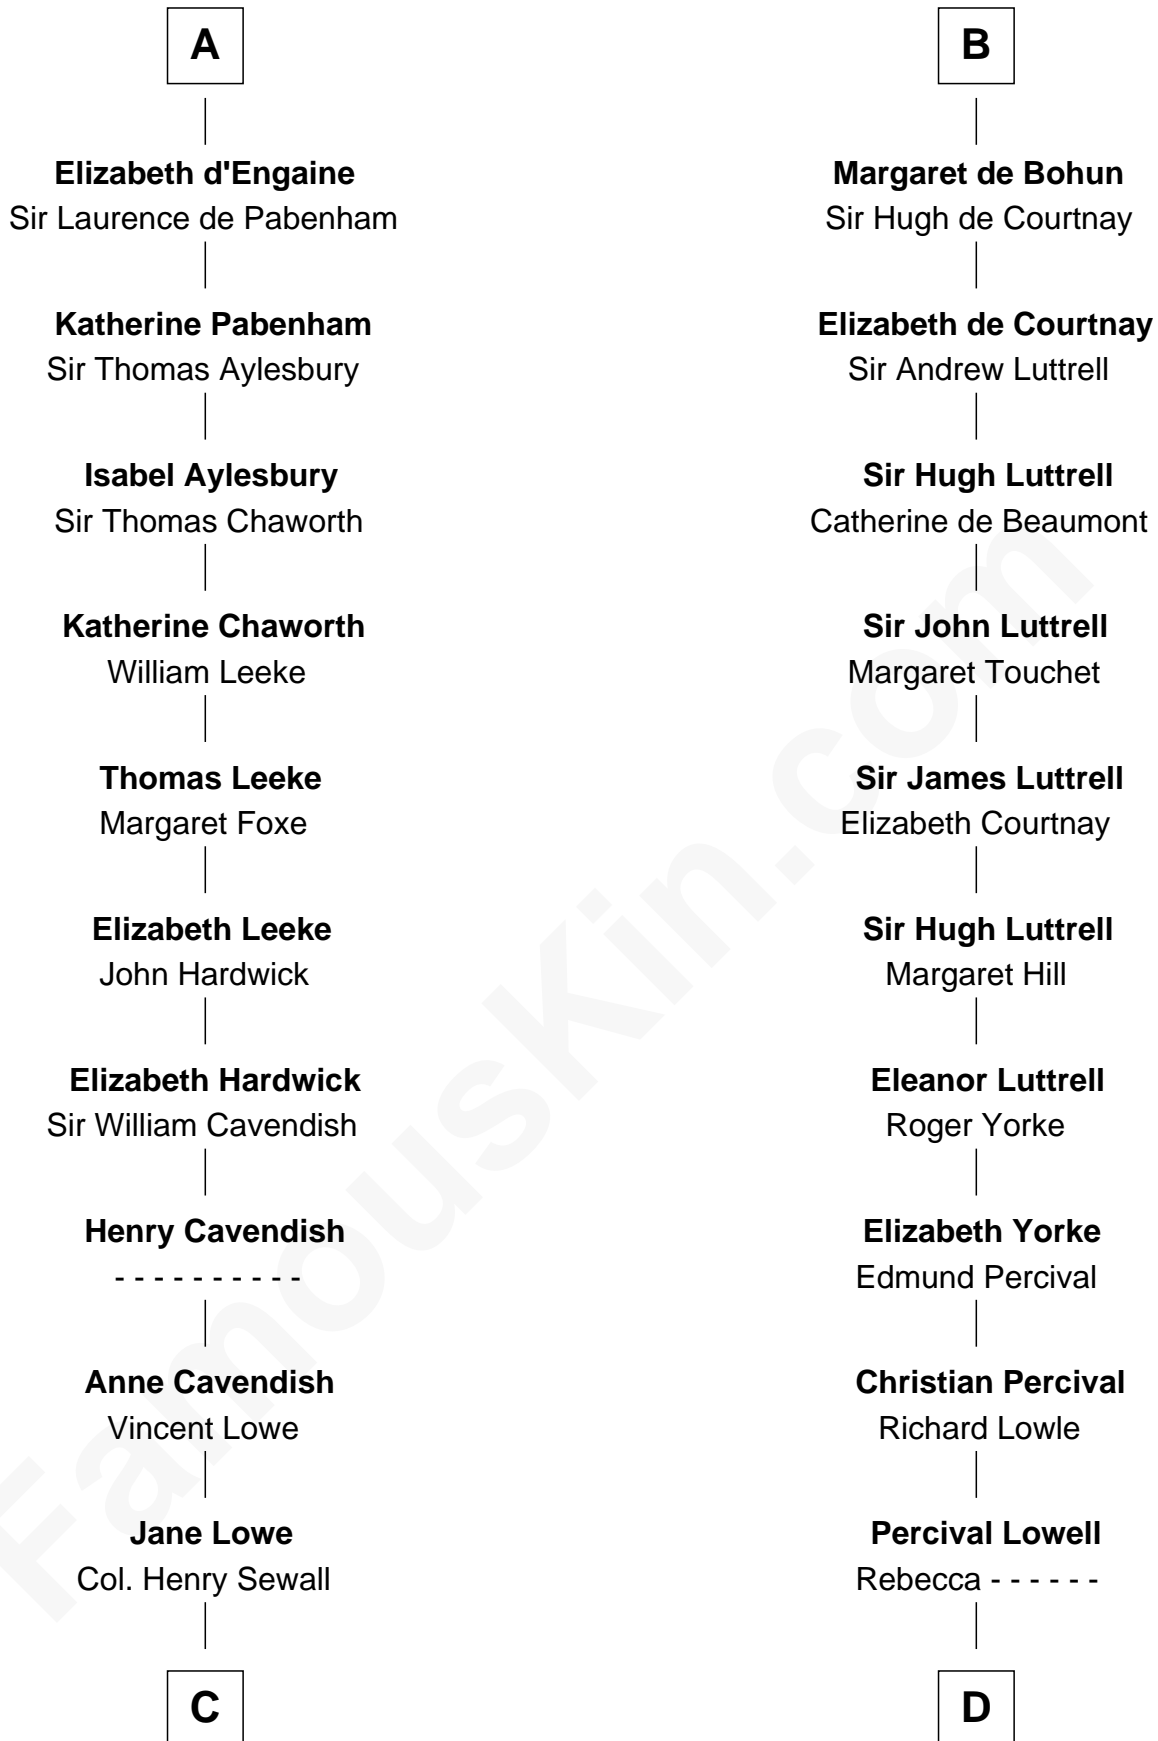 A
Elizabeth d'Engaine
Sir Laurence de Pabenham
Katherine Pabenham
Sir Thomas Aylesbury
Isabel Aylesbury
Sir Thomas Chaworth
Katherine Chaworth
William Leeke
Thomas Leeke
Margaret Foxe
Elizabeth Leeke
John Hardwick
Elizabeth Hardwick
Sir William Cavendish
Henry Cavendish
- - - - - - - - - -
Anne Cavendish
Vincent Lowe
Jane Lowe
Col. Henry Sewall
C
B
Margaret de Bohun
Sir Hugh de Courtnay
Elizabeth de Courtnay
Sir Andrew Luttrell
Sir Hugh Luttrell
Catherine de Beaumont
Sir John Luttrell
Margaret Touchet
Sir James Luttrell
Elizabeth Courtnay
Sir Hugh Luttrell
Margaret Hill
Eleanor Luttrell
Roger Yorke
Elizabeth Yorke
Edmund Percival
Christian Percival
Richard Lowle
Percival Lowell
Rebecca - - - - - -
D
FamousKin.com